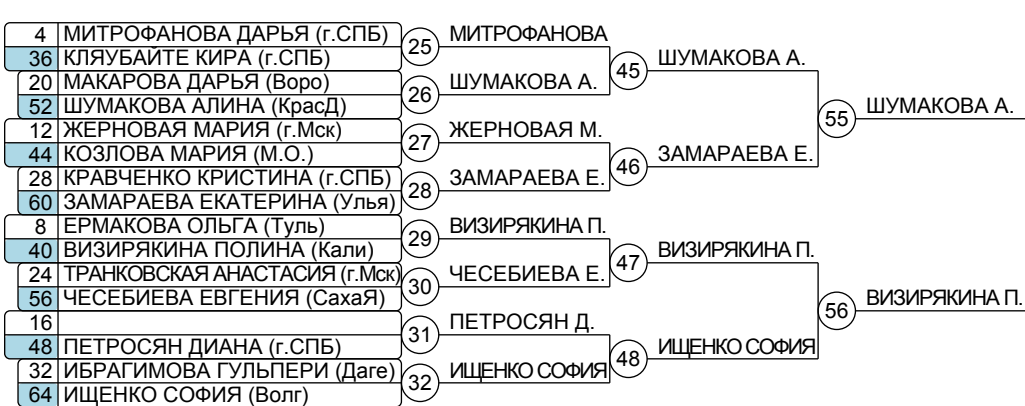 4 МИТРОФАНОВА ДАРЬЯ (г.СПБ)
36 КЛЯУБАЙТЕ КИРА (г.СПБ)
20 МАКАРОВА ДАРЬЯ (Воро)
52 ШУМАКОВА АЛИНА (КрасД)
12 ЖЕРНОВАЯ МАРИЯ (г.Мск)
44 КОЗЛОВА МАРИЯ (М.О.)
28 КРАВЧЕНКО КРИСТИНА (г.СПБ)
60 ЗАМАРАЕВА ЕКАТЕРИНА (Улья)
8 ЕРМАКОВА ОЛЬГА (Туль)
40 ВИЗИРЯКИНА ПОЛИНА (Кали)
24 ТРАНКОВСКАЯ АНАСТАСИЯ (г.Мск)
56 ЧЕСЕБИЕВА ЕВГЕНИЯ (СахаЯ)
16
48 ПЕТРОСЯН ДИАНА (г.СПБ)
32 ИБРАГИМОВА ГУЛЬПЕРИ (Даге)
64 ИЩЕНКО СОФИЯ (Волг)
25 МИТРОФАНОВА
26 ШУМАКОВА А.
27 ЖЕРНОВАЯ М.
28 ЗАМАРАЕВА Е.
29 ВИЗИРЯКИНА П.
30 ЧЕСЕБИЕВА Е.
31 ПЕТРОСЯН Д.
32 ИЩЕНКО СОФИЯ
45 ШУМАКОВА А.
46 ЗАМАРАЕВА Е.
47 ВИЗИРЯКИНА П.
48 ИЩЕНКО СОФИЯ
55 ШУМАКОВА А.
56 ВИЗИРЯКИНА П.